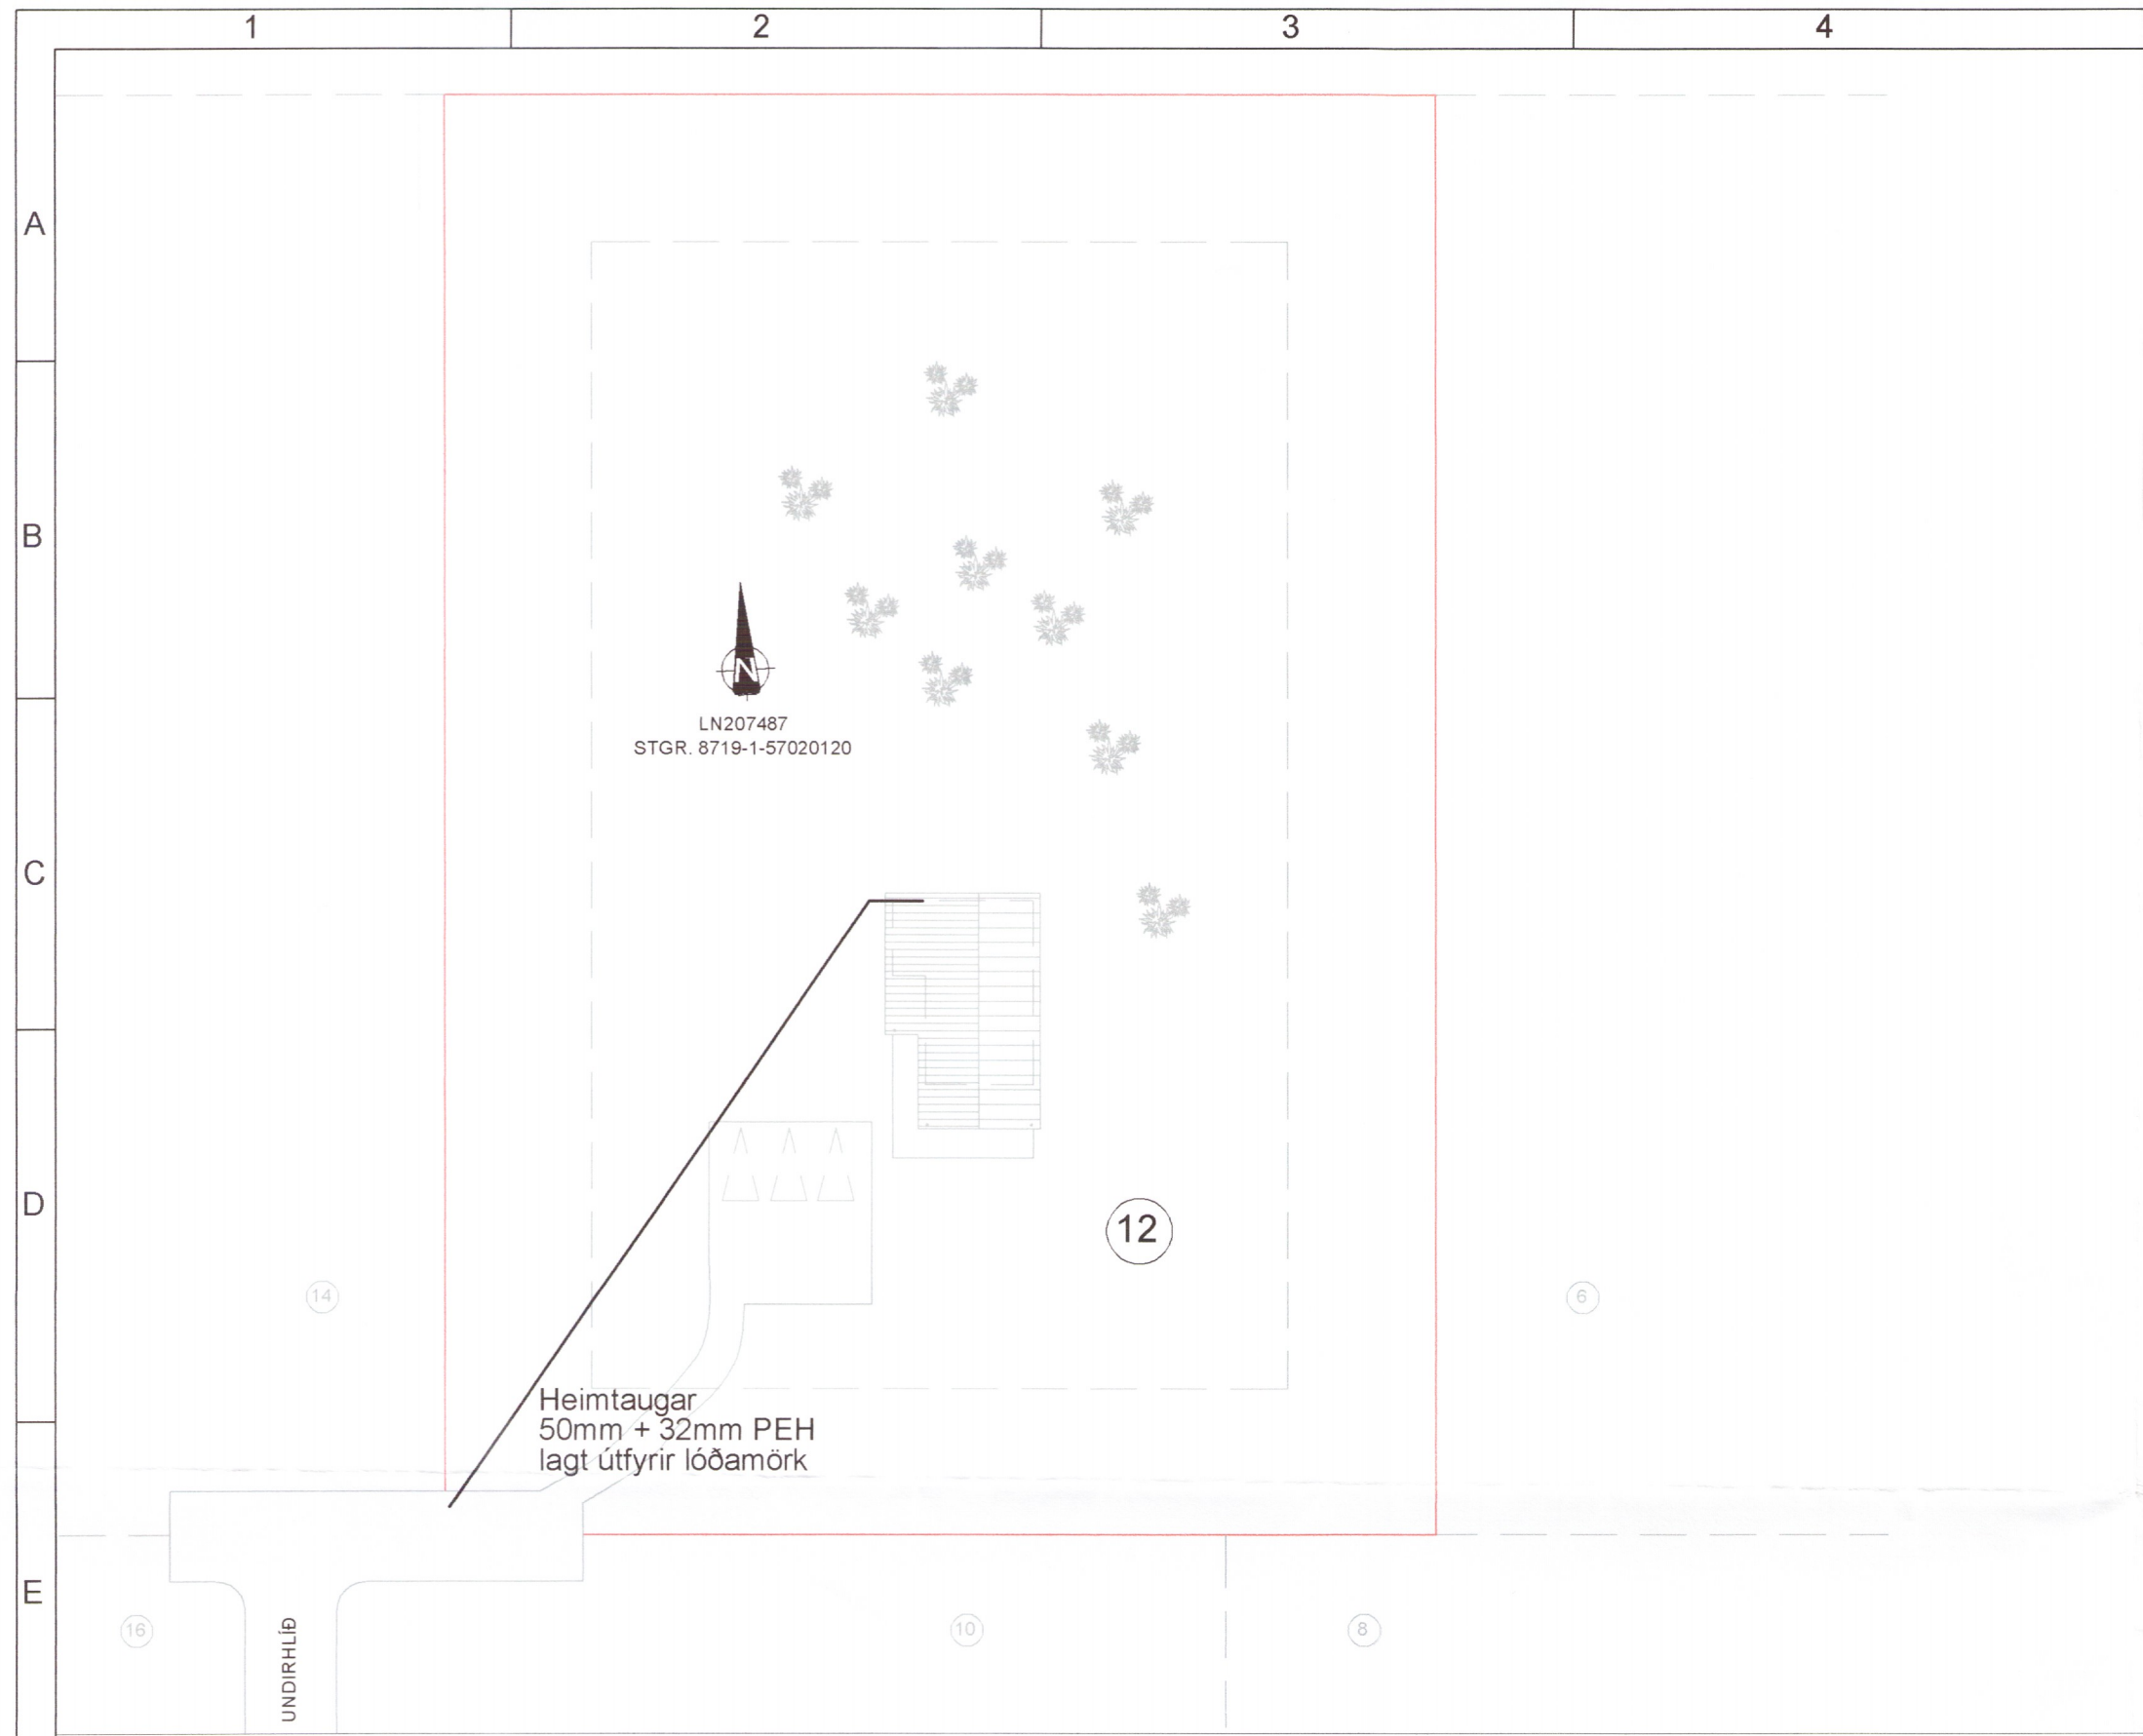 1
2
3
4
A
B
N
LN207487
STGR. 8719-1-57020120
C
D
12
14
6
Heimtaugar
50mm + 32mm PEH
lagt útfyrir lóðamörk
E
16
UNDIRHLÍÐ
10
8